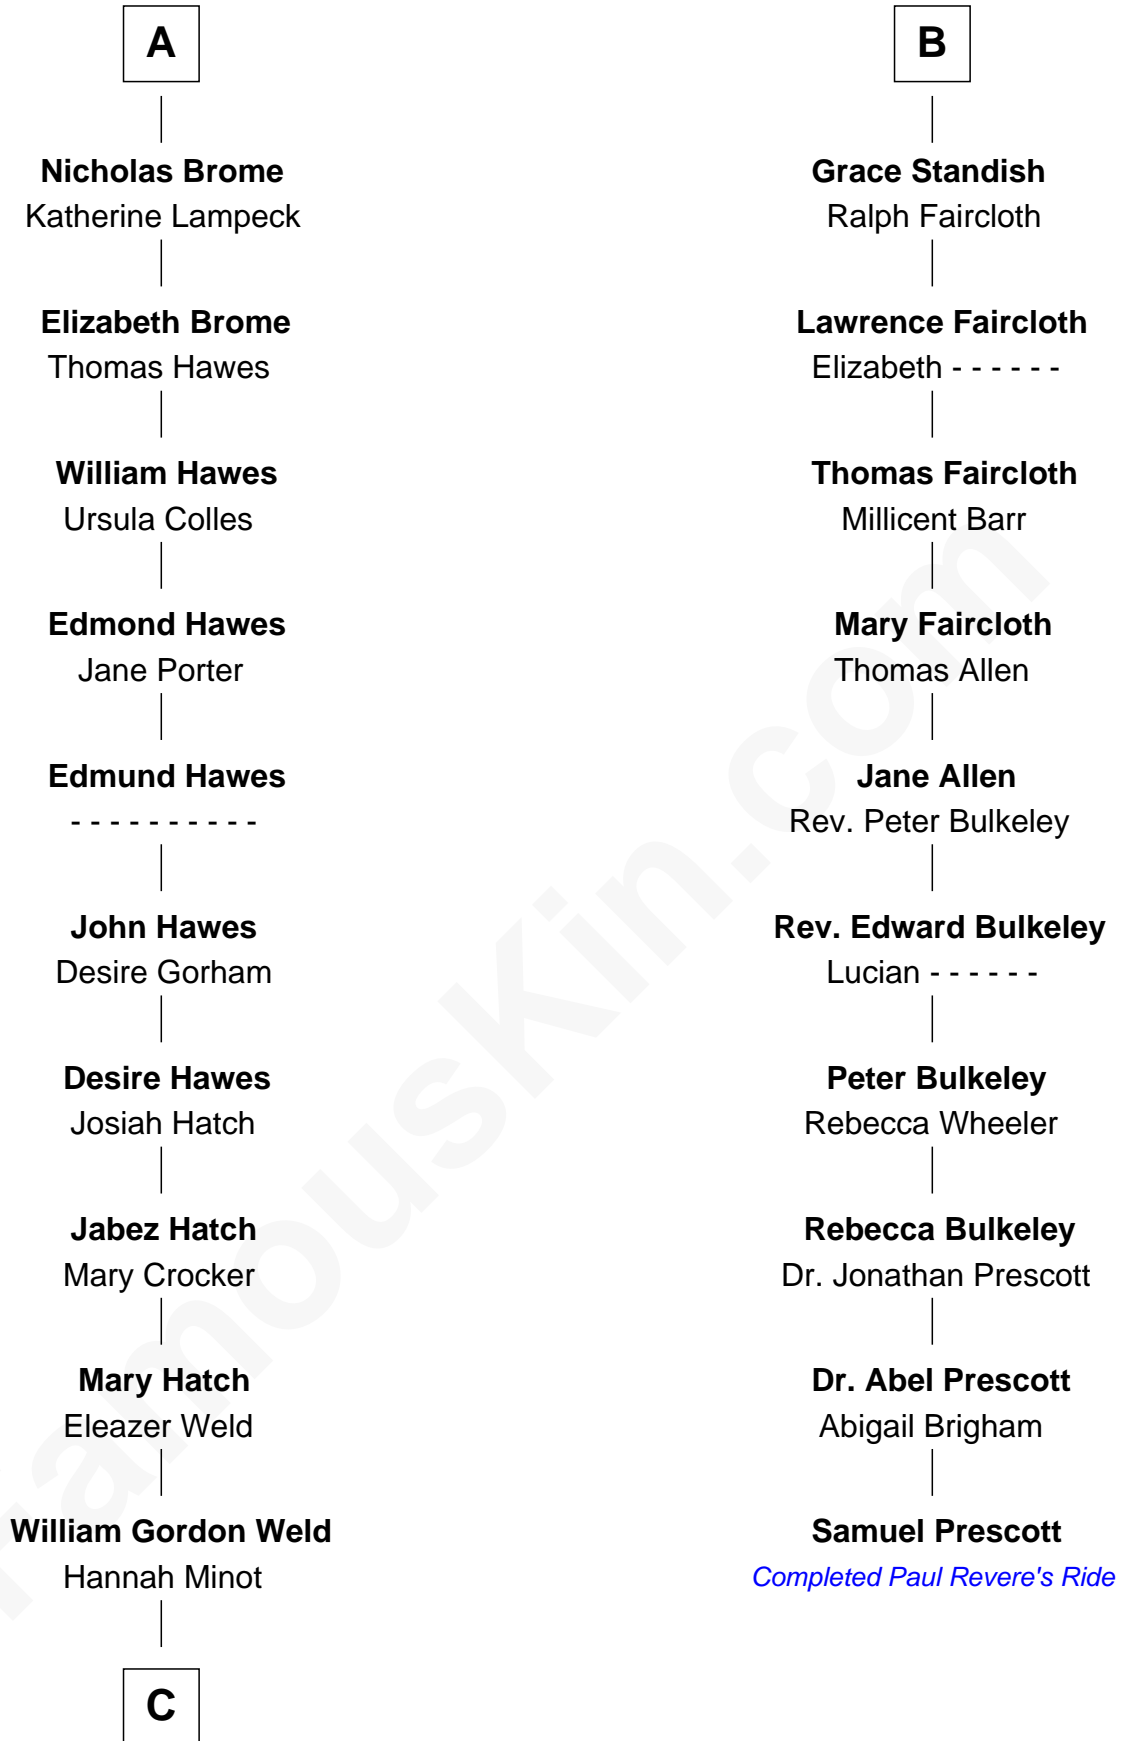 A
Nicholas Brome
Katherine Lampeck
Elizabeth Brome
Thomas Hawes
William Hawes
Ursula Colles
Edmond Hawes
Jane Porter
Edmund Hawes
- - - - - - - - - -
John Hawes
Desire Gorham
Desire Hawes
Josiah Hatch
Jabez Hatch
Mary Crocker
Mary Hatch
Eleazer Weld
William Gordon Weld
Hannah Minot
C
B
Grace Standish
Ralph Faircloth
Lawrence Faircloth
Elizabeth - - - - - -
Thomas Faircloth
Millicent Barr
Mary Faircloth
Thomas Allen
Jane Allen
Rev. Peter Bulkeley
Rev. Edward Bulkeley
Lucian - - - - - -
Peter Bulkeley
Rebecca Wheeler
Rebecca Bulkeley
Dr. Jonathan Prescott
Dr. Abel Prescott
Abigail Brigham
Samuel Prescott
Completed Paul Revere's Ride
FamousKin.com